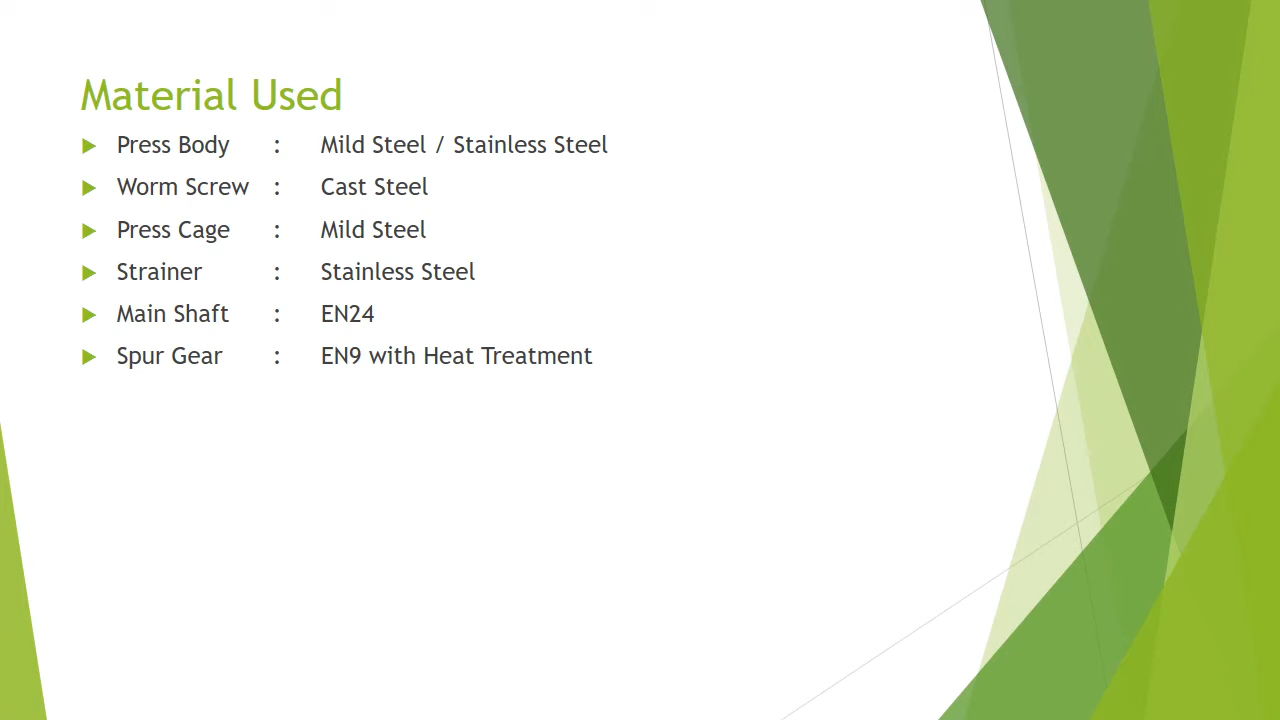 Material Used
Press Body : Mild Steel / Stainless Steel
Worm Screw : Cast Steel
Press Cage : Mild Steel
Strainer : Stainless Steel
Main Shaft : EN24
Spur Gear : EN9 with Heat Treatment